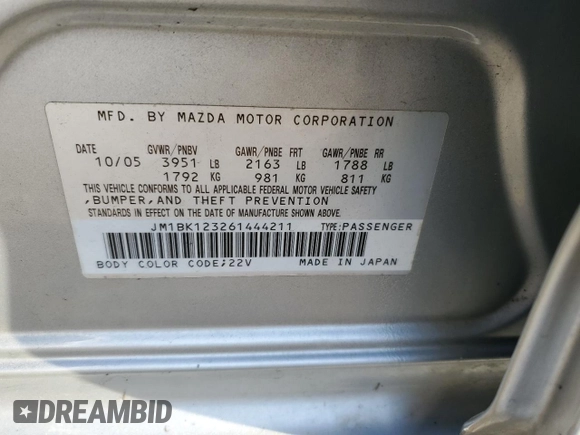 MFD. BY MAZDA MOTOR CORPORATION
DATE GVWR/PNBV GAWR/PNBE FRT GAWR/PNBE RR
10/05 3951 LB 2163 LB 1788 LB
1792 KG 981 KG 811 KG
THIS VEHICLE CONFORMS TO ALL APPLICABLE FEDERAL MOTOR VEHICLE SAFETY
,BUMPER,AND THEFT PREVENTION
STANDARDS IN EFFECT ON THE DATE OF MANUFACTURE SHOWN ABOVE.
JM1BK123261444211 TYPE:PASSENGER
BODY COLOR CODE;22V MADE IN JAPAN
DREAMBID